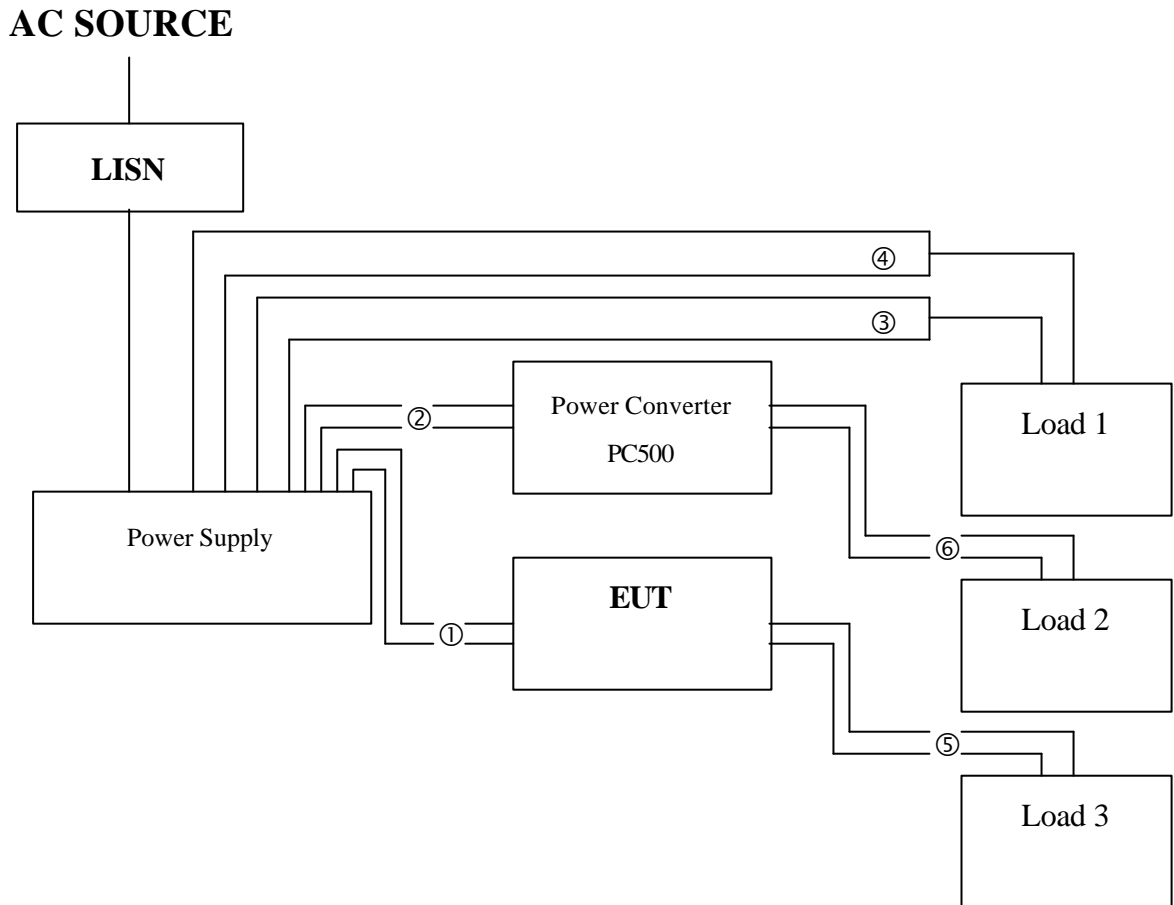 AC SOURCE
LISN
④
③
Power Converter
PC500
②
Load 1
Power Supply
⑥
EUT
Load 2
①
⑤
Load 3